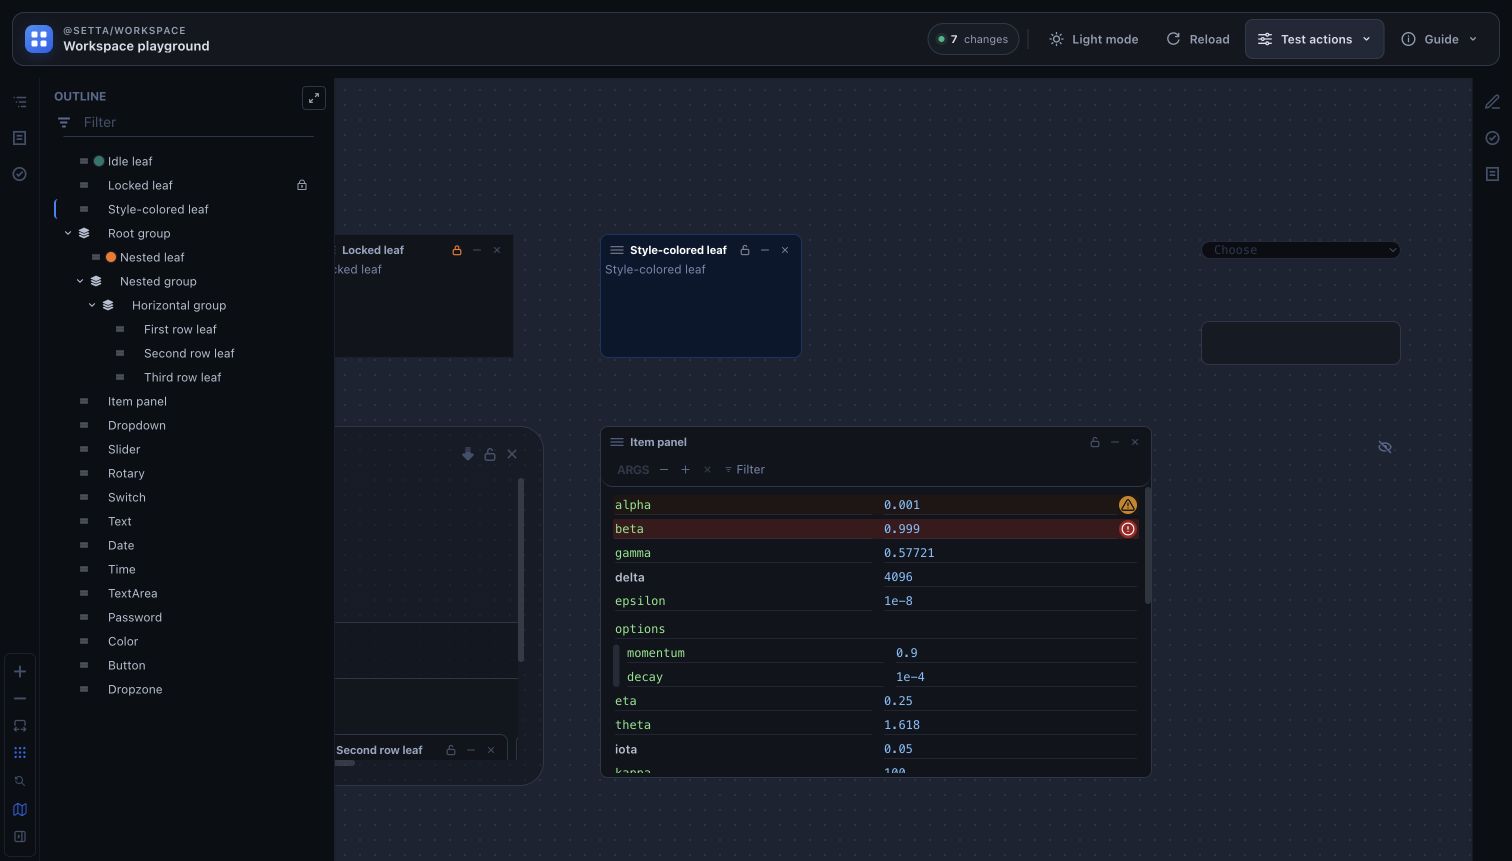 @SETTA/WORKSPACE
Workspace playground
7 changes
Light mode
Reload
Test actions
Guide
OUTLINE
Filter
Idle leaf
Locked leaf
Style-colored leaf
Root group
Nested leaf
Nested group
Horizontal group
First row leaf
Second row leaf
Third row leaf
Item panel
Dropdown
Slider
Rotary
Switch
Text
Date
Time
TextArea
Password
Color
Button
Dropzone
Locked leaf
cked leaf
Style-colored leaf
Style-colored leaf
Choose
Second row leaf
Item panel
ARGS
Filter
alpha 0.001
beta 0.999
gamma 0.57721
delta 4096
epsilon 1e-8
options
momentum 0.9
decay 1e-4
eta 0.25
theta 1.618
iota 0.05
kappa 100